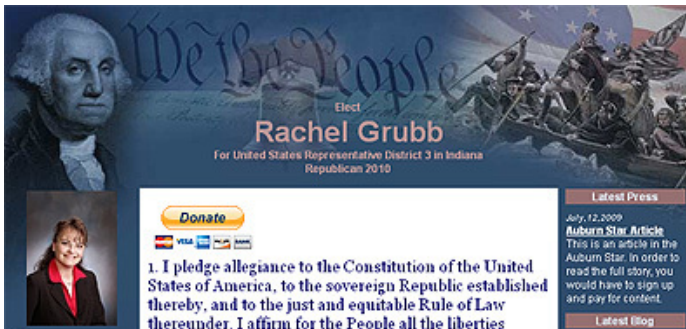 We the People
Elect
Rachel Grubb
For United States Representative District 3 in Indiana
Republican 2010
Donate
VISA
BANK
1. I pledge allegiance to the Constitution of the United
States of America, to the sovereign Republic established
thereby, and to the just and equitable Rule of Law
thereunder. I affirm for the People all the liberties
Latest Press
July, 12, 2009
Auburn Star Article
This is an article in the
Auburn Star. In order to
read the full story, you
would have to sign up
and pay for content.
Latest Blog